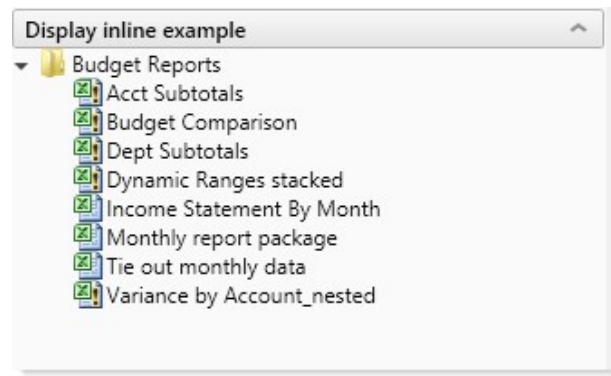 Display inline example
Budget Reports
Acct Subtotals
Budget Comparison
Dept Subtotals
Dynamic Ranges stacked
Income Statement By Month
Monthly report package
Tie out monthly data
Variance by Account_nested